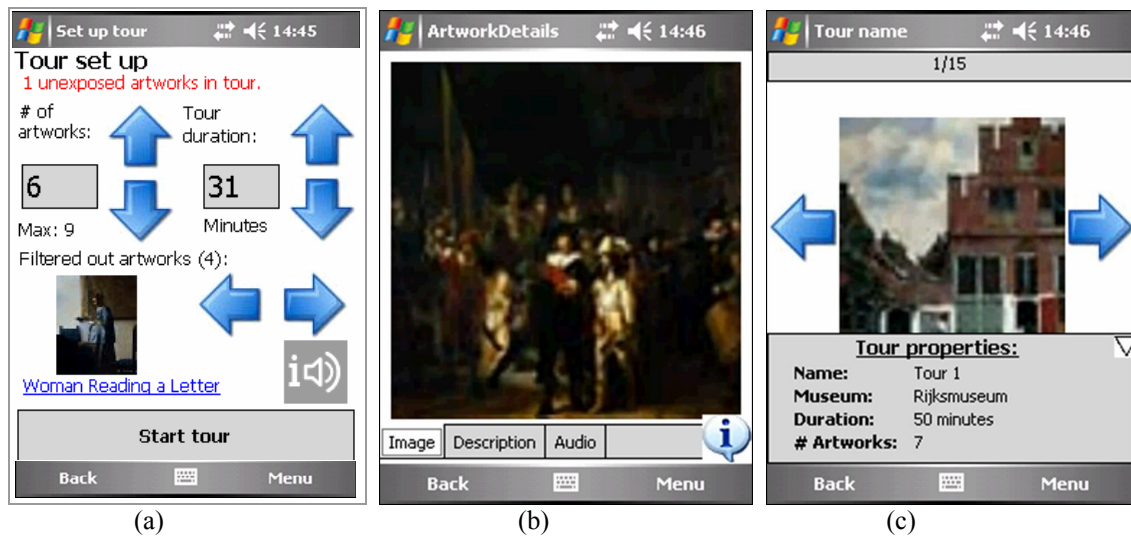 Set up tour 14:45
Tour set up
1 unexposed artworks in tour.
# of artworks:
Tour duration:
6
31
Max: 9
Minutes
Filtered out artworks (4):
i
Woman Reading a Letter
Start tour
Back Menu
(a)
ArtworkDetails 14:46
Image Description Audio
i
Back Menu
(b)
Tour name 14:46
1/15
Tour properties:
Name: Tour 1
Museum: Rijksmuseum
Duration: 50 minutes
# Artworks: 7
Back Menu
(c)